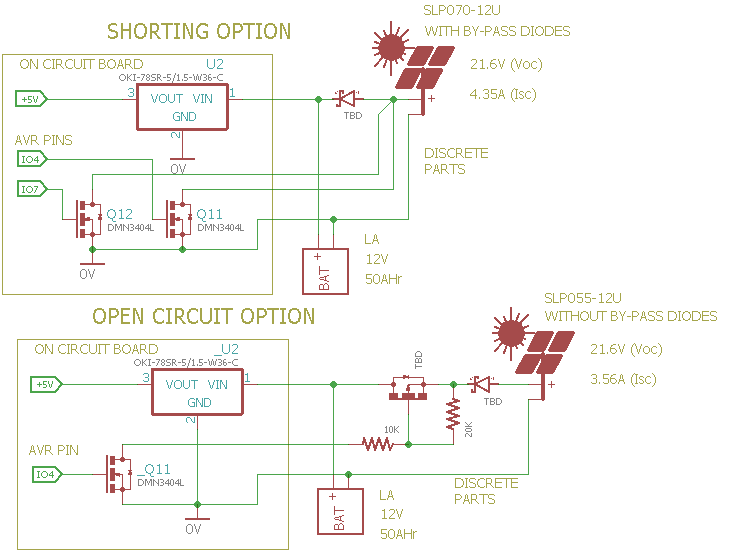 SHORTING OPTION
SLP070-12U
WITH BY-PASS DIODES
21.6V (Voc)
4.35A (Isc)
ON CIRCUIT BOARD
U2
OKI-78SR-5/1.5-W36-C
+5V
3
VOUT VIN
1
GND
2
0V
TBD
+
AVR PINS
IO4
IO7
DISCRETE
PARTS
Q12
DMN3404L
Q11
DMN3404L
0V
+
BAT
LA
12V
50AHr
OPEN CIRCUIT OPTION
SLP055-12U
WITHOUT BY-PASS DIODES
21.6V (Voc)
3.56A (Isc)
ON CIRCUIT BOARD
_U2
OKI-78SR-5/1.5-W36-C
+5V
3
VOUT VIN
1
GND
2
TBD
TBD
+
10K
20K
AVR PIN
IO4
_Q11
DMN3404L
0V
DISCRETE
PARTS
+
BAT
LA
12V
50AHr